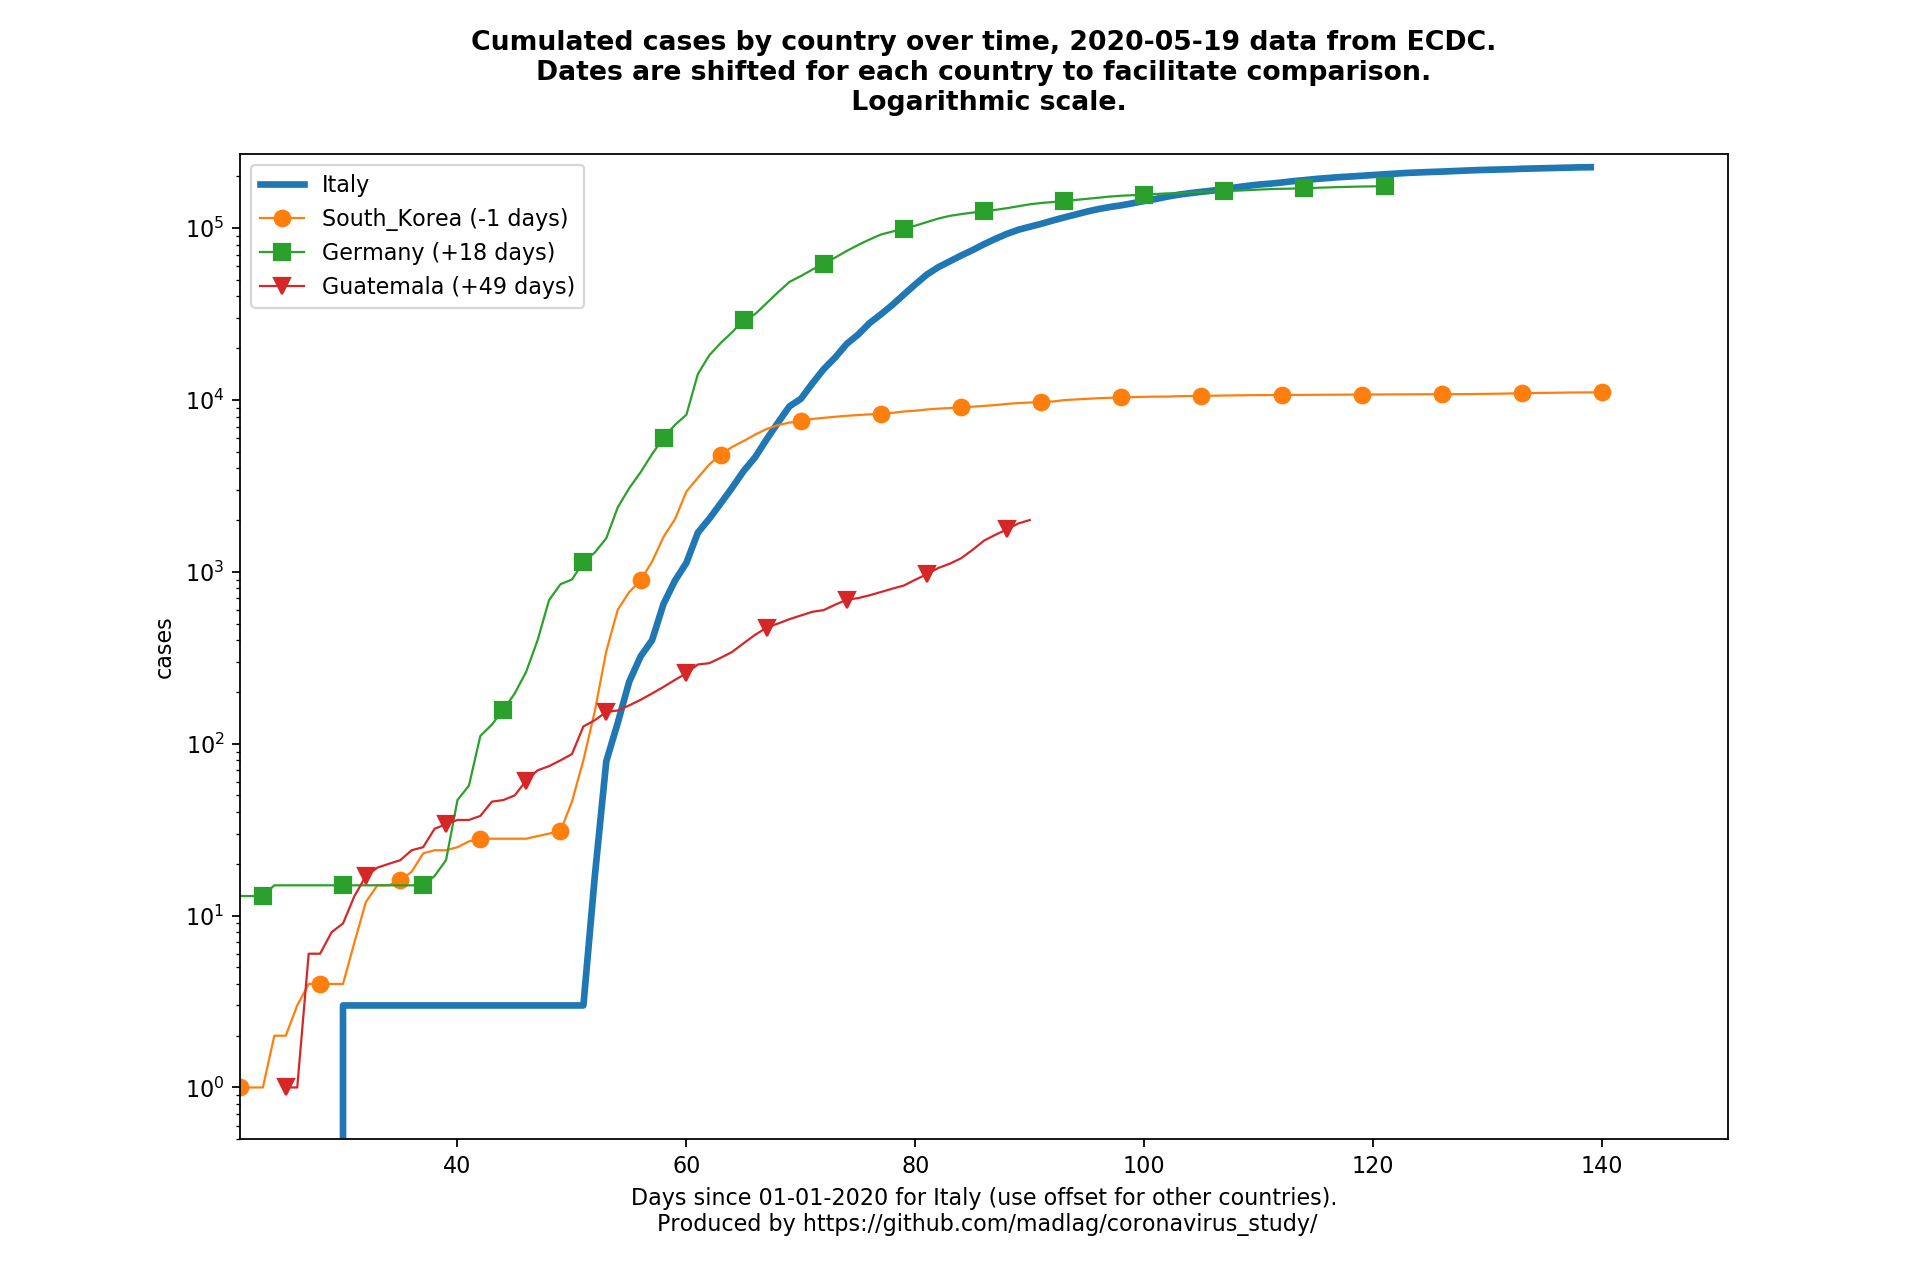 Cumulated cases by country over time, 2020-05-19 data from ECDC.
Dates are shifted for each country to facilitate comparison.
Logarithmic scale.
Italy
South_Korea (-1 days)
Germany (+18 days)
Guatemala (+49 days)
10^5
10^4
10^3
10^2
10^1
10^0
cases
40 60 80 100 120 140
Days since 01-01-2020 for Italy (use offset for other countries).
Produced by https://github.com/madlag/coronavirus_study/